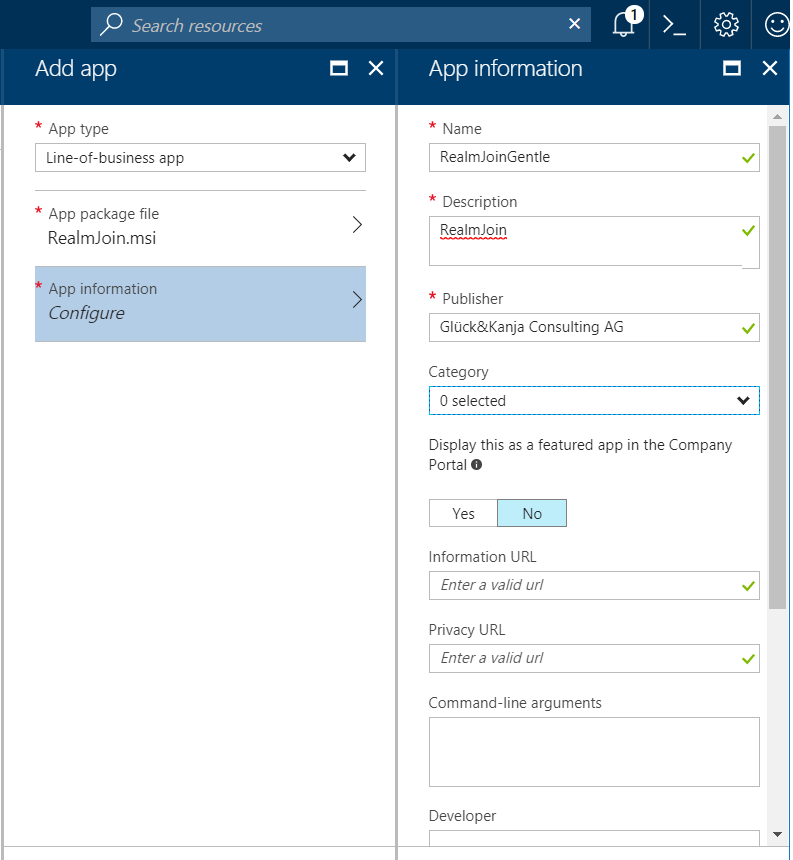 Search resources
1
Add app
* App type
Line-of-business app
* App package file
RealmJoin.msi
* App information
Configure
App information
* Name
RealmJoinGentle
* Description
RealmJoin
* Publisher
Glück&Kanja Consulting AG
Category
0 selected
Display this as a featured app in the Company
Portal
Yes No
Information URL
Enter a valid url
Privacy URL
Enter a valid url
Command-line arguments
Developer